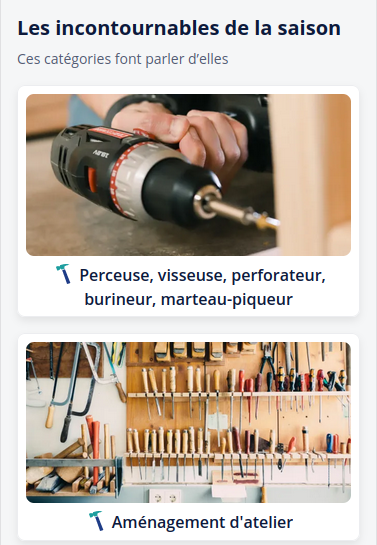 Les incontournables de la saison
Ces catégories font parler d’elles
Perceuse, visseuse, perforateur,
burineur, marteau-piqueur
Aménagement d'atelier